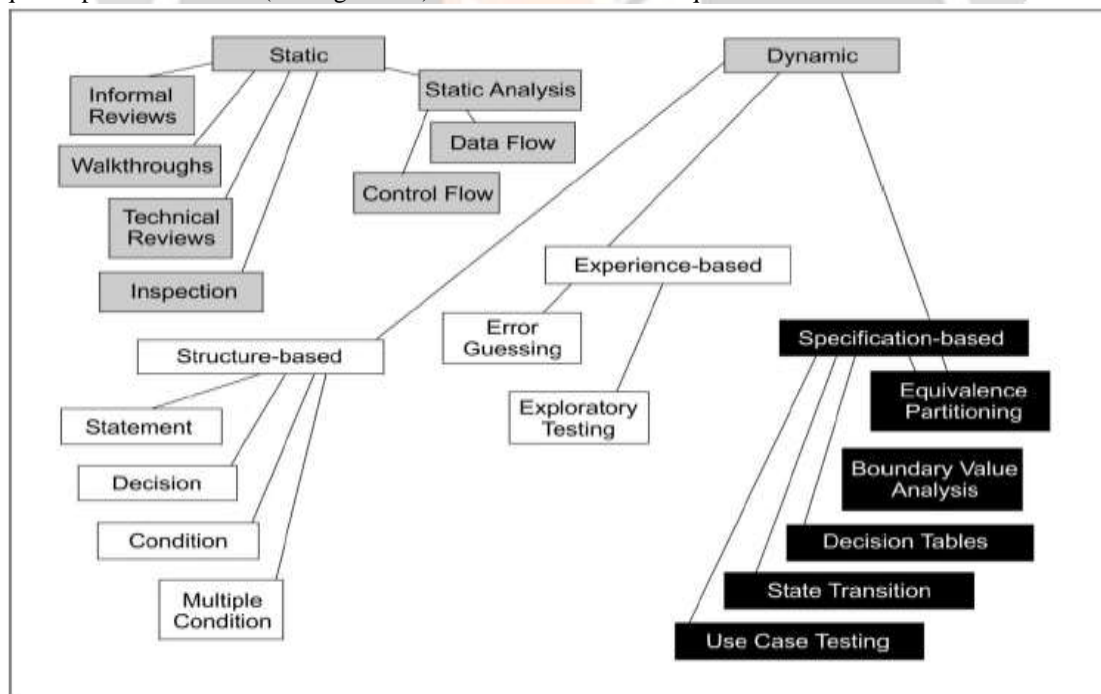 Static
Dynamic
Informal
Reviews
Static Analysis
Data Flow
Walkthroughs
Control Flow
Technical
Reviews
Experience-based
Inspection
Error
Guessing
Specification-based
Structure-based
Equivalence
Partitioning
Exploratory
Testing
Statement
Boundary Value
Analysis
Decision
Condition
Decision Tables
State Transition
Multiple
Condition
Use Case Testing